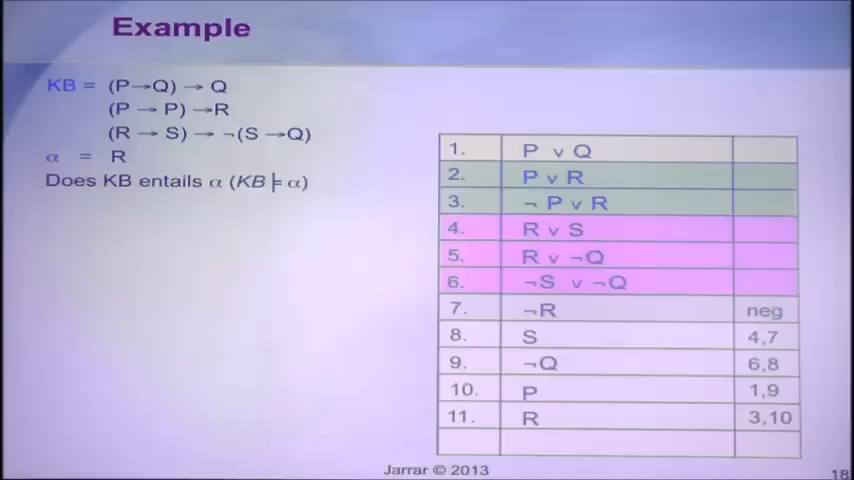 Example
KB = (P→Q) → Q
(P → P) →R
(R → S) → ¬(S →Q)
α = R
Does KB entails α (KB ⊨ α)
1. P v Q
2. P v R
3. ¬ P v R
4. R v S
5. R v ¬Q
6. ¬S v ¬Q
7. ¬R neg
8. S 4,7
9. ¬Q 6,8
10. P 1,9
11. R 3,10
Jarrar © 2013
18